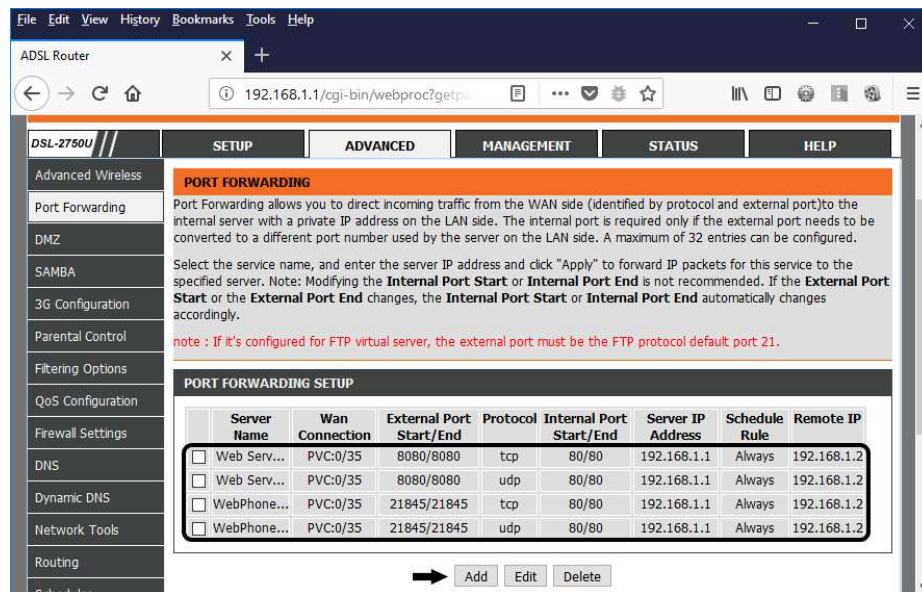 File Edit View History Bookmarks Tools Help
ADSL Router
192.168.1.1/cgi-bin/webproc?getpa
DSL-2750U
SETUP ADVANCED MANAGEMENT STATUS HELP
Advanced Wireless
Port Forwarding
DMZ
SAMBA
3G Configuration
Parental Control
Filtering Options
QoS Configuration
Firewall Settings
DNS
Dynamic DNS
Network Tools
Routing
Schedules
PORT FORWARDING
Port Forwarding allows you to direct incoming traffic from the WAN side (identified by protocol and external port)to the
internal server with a private IP address on the LAN side. The internal port is required only if the external port needs to be
converted to a different port number used by the server on the LAN side. A maximum of 32 entries can be configured.
Select the service name, and enter the server IP address and click "Apply" to forward IP packets for this service to the
specified server. Note: Modifying the Internal Port Start or Internal Port End is not recommended. If the External Port
Start or the External Port End changes, the Internal Port Start or Internal Port End automatically changes
accordingly.
note : If it's configured for FTP virtual server, the external port must be the FTP protocol default port 21.
PORT FORWARDING SETUP
Server Name Wan Connection External Port Start/End Protocol Internal Port Start/End Server IP Address Schedule Rule Remote IP
Web Serv... PVC:0/35 8080/8080 tcp 80/80 192.168.1.1 Always 192.168.1.2
Web Serv... PVC:0/35 8080/8080 udp 80/80 192.168.1.1 Always 192.168.1.2
WebPhone... PVC:0/35 21845/21845 tcp 80/80 192.168.1.1 Always 192.168.1.2
WebPhone... PVC:0/35 21845/21845 udp 80/80 192.168.1.1 Always 192.168.1.2
Add Edit Delete